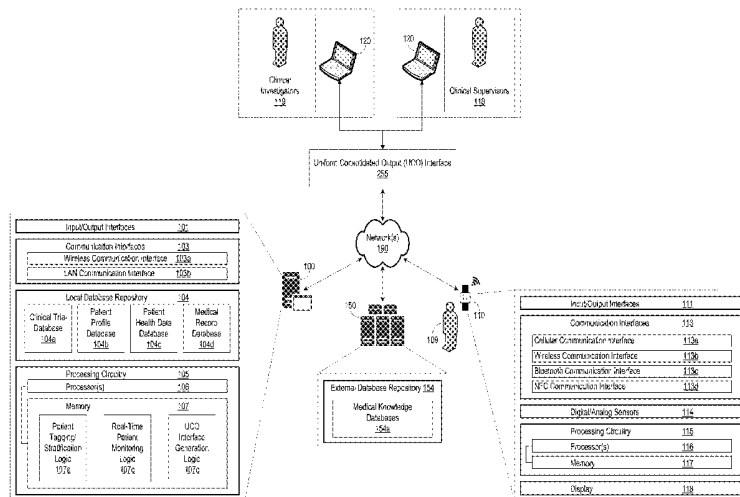 120
120
Clinical
Investigators
119
Clinical Supervisors
119
Uniform Consolidated Output (UCO) Interface
255
Network(s)
190
100
150
109
110
Input/Output Interfaces 101
Communication Interfaces 103
Wireless Communication Interface 103a
LAN Communication Interface 103b
Local Database Repository 104
Clinical Trial
Database
104a
Patient
Profile
Database
104b
Patient
Health Data
Database
104c
Medical
Record
Database
104d
Processing Circuitry 105
Processor(s) 106
Memory 107
Patient
Tagging/
Stratification
Logic
107a
Real-Time
Patient
Monitoring
Logic
UCO
Interface
Generation
Logic
107c
External Database Repository 154
Medical Knowledge
Databases
154a
Input/Output Interfaces 111
Communication Interfaces 113
Cellular Communication Interface 113a
Wireless Communication Interface 113b
Bluetooth Communication Interface 113c
NFC Communication Interface 113d
Digital/Analog Sensors 114
Processing Circuitry 115
Processor(s) 116
Memory 117
Display 118